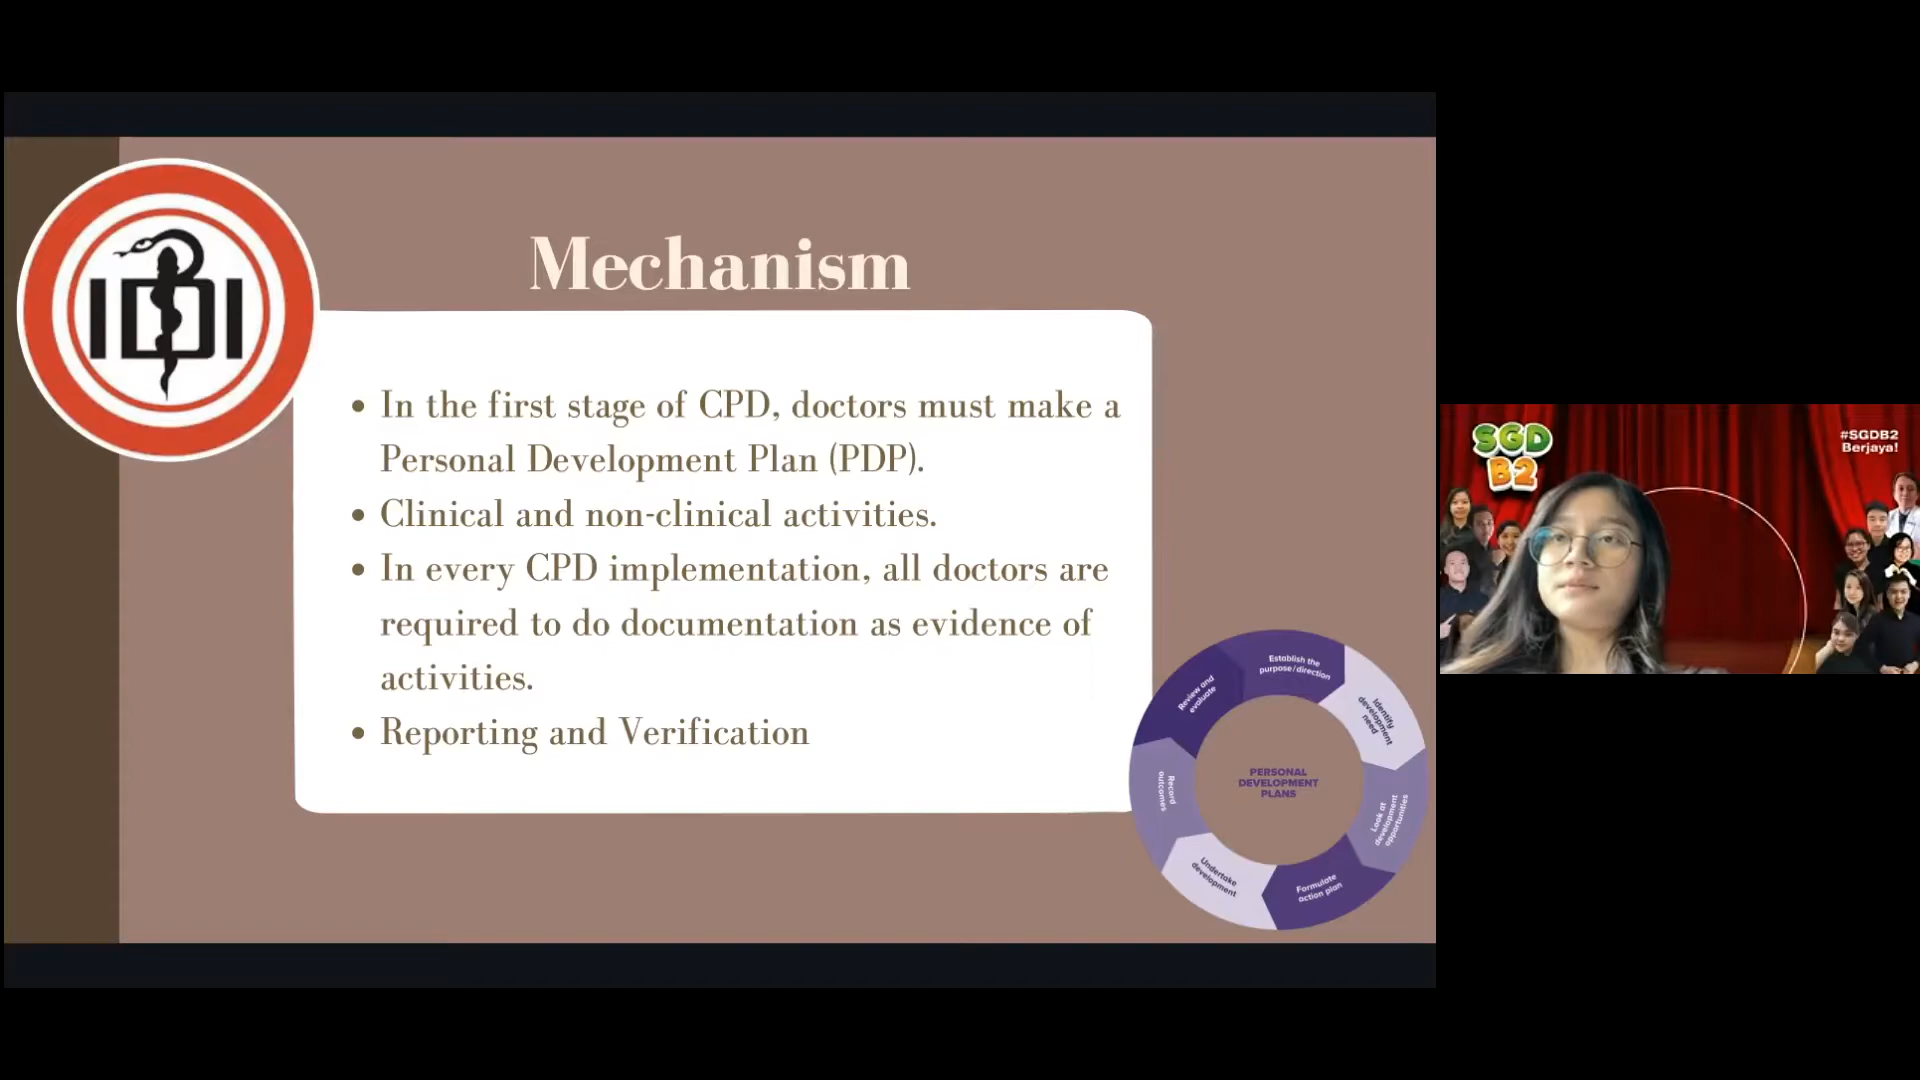 IDI
Mechanism
• In the first stage of CPD, doctors must make a
Personal Development Plan (PDP).
• Clinical and non-clinical activities.
• In every CPD implementation, all doctors are
required to do documentation as evidence of
activities.
• Reporting and Verification
Establish the
purpose/direction
Identify
development
need
Look at
development
opportunities
Formulate
action plan
Undertake
development
Record
outcomes
Review and
evaluate
PERSONAL
DEVELOPMENT
PLANS
SGD
B2
#SGDB2
Berjaya!